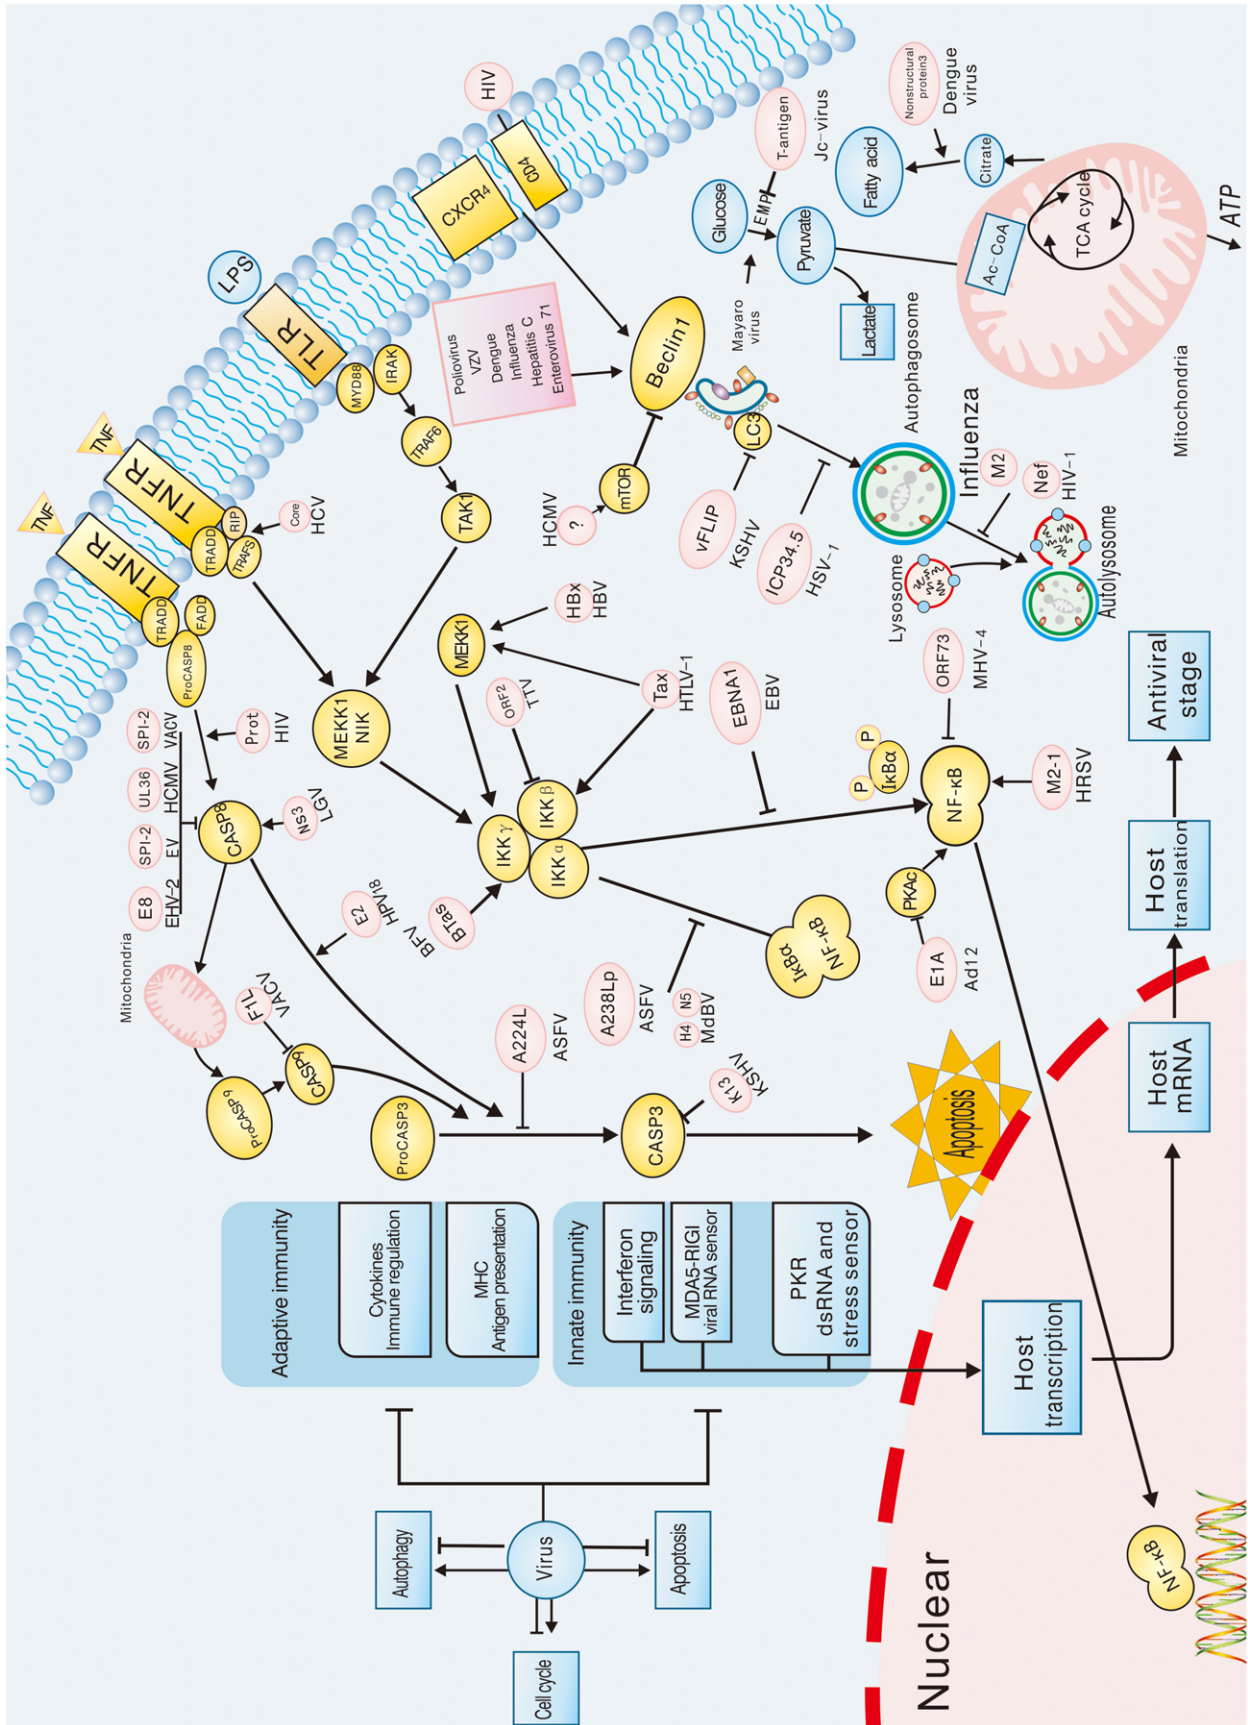 Adaptive immunity
Cytokines
Immune regulation
MHC
Antigen presentation
Innate immunity
Interferon
signaling
MDA5-RIGI
viral RNA sensor
PKR
dsRNA and
stress sensor
Autophagy
Virus
Cell cycle
Apoptosis
TNF
TNFR
TRADD
FADD
ProCASP8
TNF
TNFR
TRADD
RIP
TRAFS
Core
HCV
LPS
TLR
MYD88
IRAK
TRAF6
TAK1
HIV
CXCR4
CD4
E8
EHV-2
SPI-2
EV
UL36
HCMV
SPI-2
VACV
Prot
HIV
CASP8
NS3
LGV
Mitochondria
F1L
VACV
ProCASP9
CASP9
E2
HPV18
ProCASP3
A224L
ASFV
CASP3
K13
KSHV
Apoptosis
MEKK1
NIK
MEKK1
HBx
HBV
ORF2
TTV
Tax
HTLV-1
BTas
BFV
IKKγ
IKKβ
IKKα
A238Lp
ASFV
H4
N5
MdBV
IκBα
NF-κB
EBNA1
EBV
P
P
IκBα
NF-κB
ORF73
MHV-4
M2-1
HRSV
PKAc
E1A
Ad12
Poliovirus
VZV
Dengue
Influenza
Hepatitis C
Enterovirus 71
Beclin1
HCMV
?
mTOR
LC3
vFLIP
KSHV
ICP34.5
HSV-1
Autophagosome
Influenza
M2
Nef
HIV-1
Lysosome
Autolysosome
Mayaro
virus
Glucose
EMP
T-antigen
Jc-virus
Pyruvate
Lactate
Fatty acid
Nonstructural
protein3
Dengue
virus
Citrate
Ac-CoA
TCA cycle
Mitochondria
ATP
Nuclear
Host
transcription
Host
mRNA
Host
translation
Antiviral
stage
NF-κB